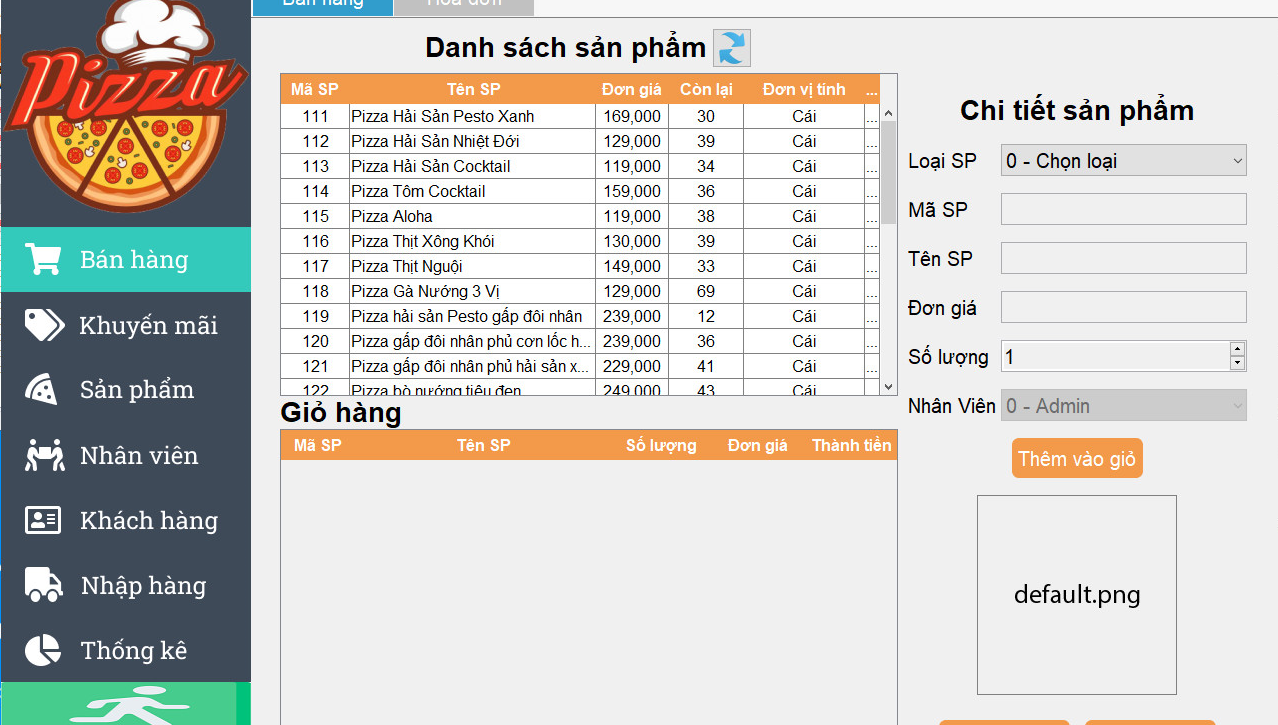 Bán hàng
Hóa đơn
Pizza
Danh sách sản phẩm
Mã SP Tên SP Đơn giá Còn lại Đơn vị tính ...
111 Pizza Hải Sản Pesto Xanh 169,000 30 Cái ...
112 Pizza Hải Sản Nhiệt Đới 129,000 39 Cái ...
113 Pizza Hải Sản Cocktail 119,000 34 Cái ...
114 Pizza Tôm Cocktail 159,000 36 Cái ...
115 Pizza Aloha 119,000 38 Cái ...
116 Pizza Thịt Xông Khói 130,000 39 Cái ...
117 Pizza Thịt Nguội 149,000 33 Cái ...
118 Pizza Gà Nướng 3 Vị 129,000 69 Cái ...
119 Pizza hải sản Pesto gấp đôi nhân 239,000 12 Cái ...
120 Pizza gấp đôi nhân phủ cơn lốc h... 239,000 36 Cái ...
121 Pizza gấp đôi nhân phủ hải sản x... 229,000 41 Cái ...
122 Pizza bò nướng tiêu đen 249,000 43 Cái ...
Giỏ hàng
Mã SP Tên SP Số lượng Đơn giá Thành tiền
Chi tiết sản phẩm
Loại SP 0 - Chọn loại
Mã SP
Tên SP
Đơn giá
Số lượng 1
Nhân Viên 0 - Admin
Thêm vào giỏ
default.png
Bán hàng
Khuyến mãi
Sản phẩm
Nhân viên
Khách hàng
Nhập hàng
Thống kê